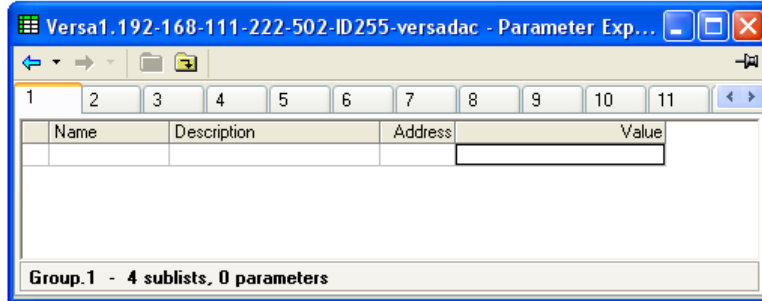 Versa1.192-168-111-222-502-ID255-versadac - Parameter Exp...
1 2 3 4 5 6 7 8 9 10 11
Name Description Address Value
Group.1 - 4 sublists, 0 parameters